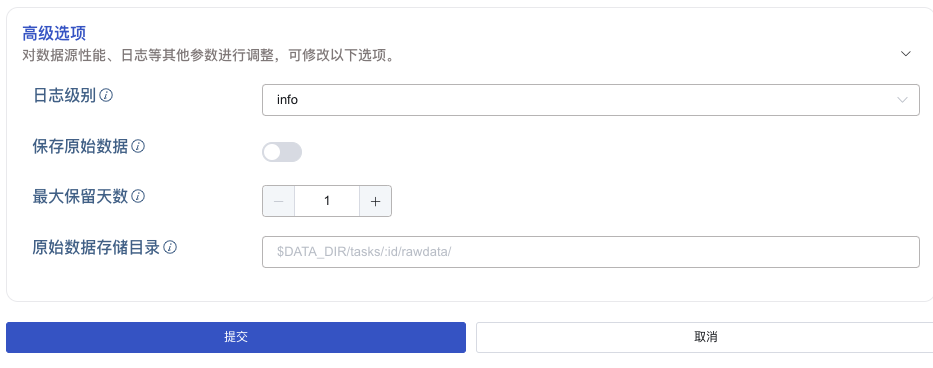 高级选项
对数据源性能、日志等其他参数进行调整，可修改以下选项。
日志级别
info
保存原始数据
最大保留天数
1
原始数据存储目录
$DATA_DIR/tasks/:id/rawdata/
提交
取消